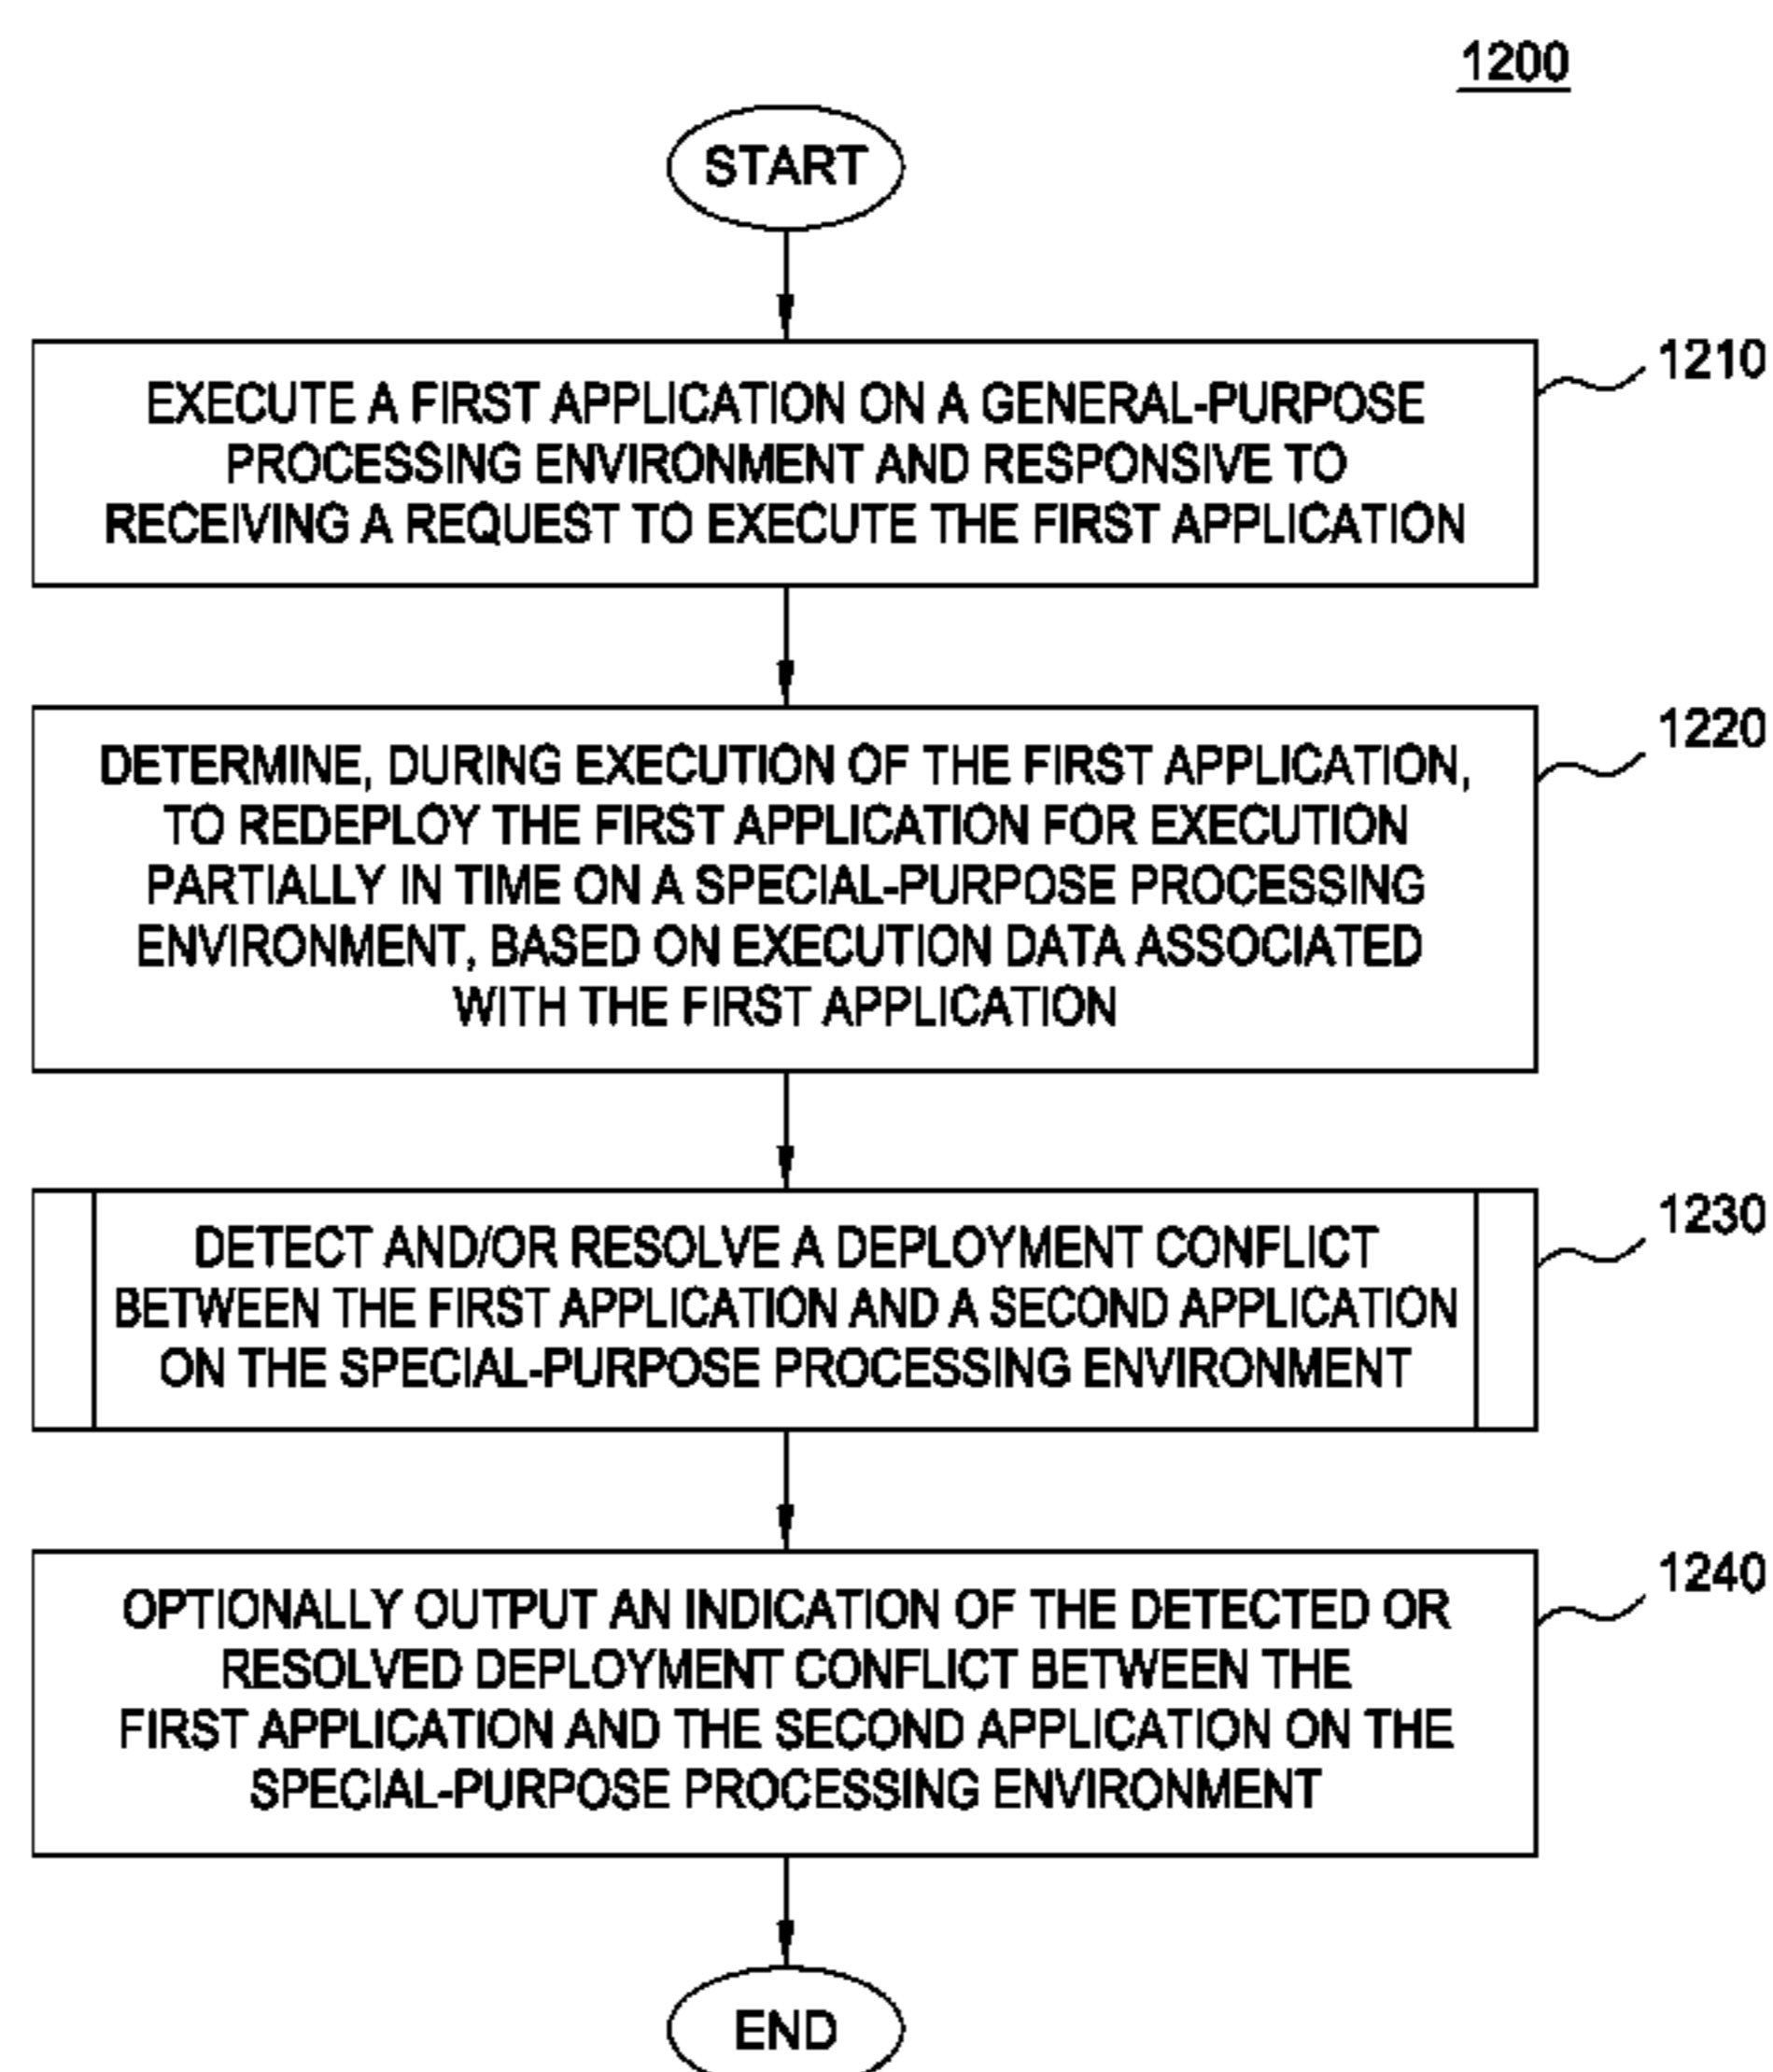 1200
START
EXECUTE A FIRST APPLICATION ON A GENERAL-PURPOSE
PROCESSING ENVIRONMENT AND RESPONSIVE TO
RECEIVING A REQUEST TO EXECUTE THE FIRST APPLICATION
1210
DETERMINE, DURING EXECUTION OF THE FIRST APPLICATION,
TO REDEPLOY THE FIRST APPLICATION FOR EXECUTION
PARTIALLY IN TIME ON A SPECIAL-PURPOSE PROCESSING
ENVIRONMENT, BASED ON EXECUTION DATA ASSOCIATED
WITH THE FIRST APPLICATION
1220
DETECT AND/OR RESOLVE A DEPLOYMENT CONFLICT
BETWEEN THE FIRST APPLICATION AND A SECOND APPLICATION
ON THE SPECIAL-PURPOSE PROCESSING ENVIRONMENT
1230
OPTIONALLY OUTPUT AN INDICATION OF THE DETECTED OR
RESOLVED DEPLOYMENT CONFLICT BETWEEN THE
FIRST APPLICATION AND THE SECOND APPLICATION ON THE
SPECIAL-PURPOSE PROCESSING ENVIRONMENT
1240
END